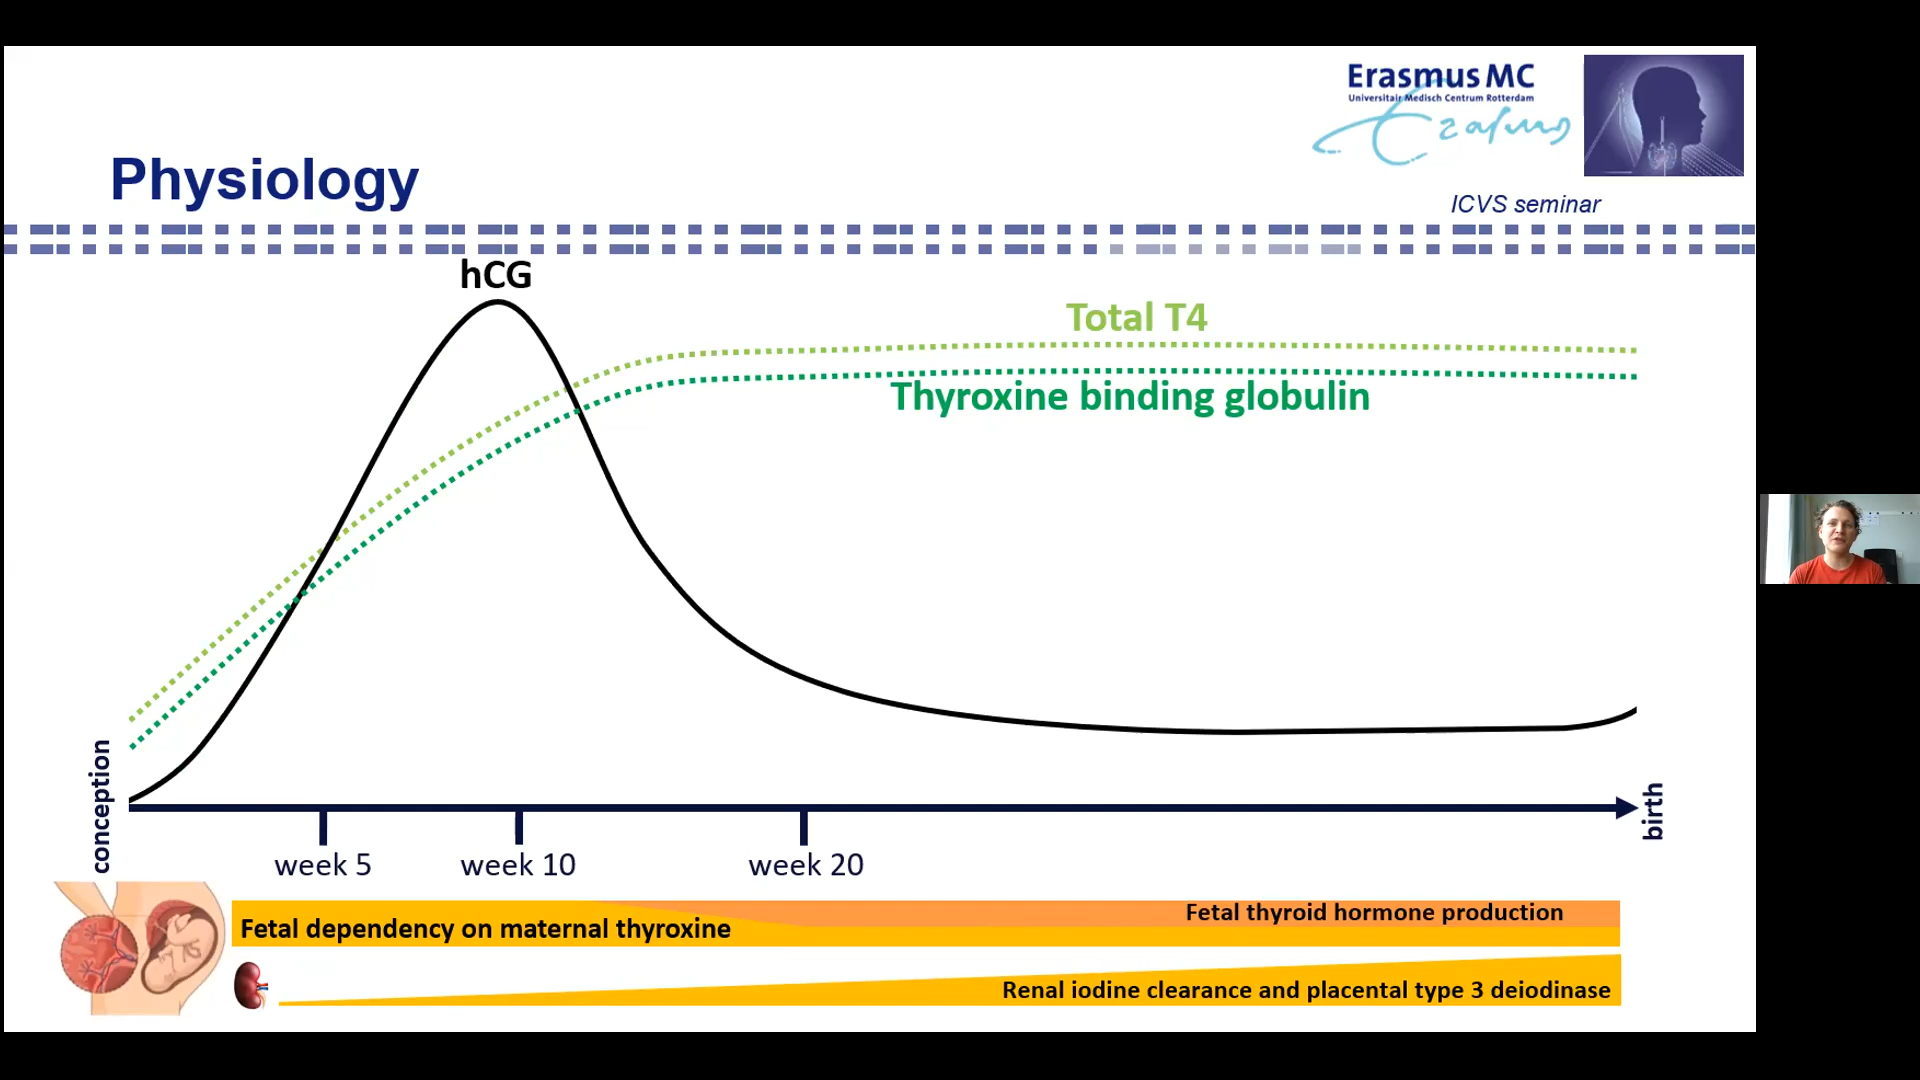 Erasmus MC
Universitair Medisch Centrum Rotterdam
Erasmus
Physiology
ICVS seminar
hCG
Total T4
Thyroxine binding globulin
conception
birth
week 5
week 10
week 20
Fetal thyroid hormone production
Fetal dependency on maternal thyroxine
Renal iodine clearance and placental type 3 deiodinase